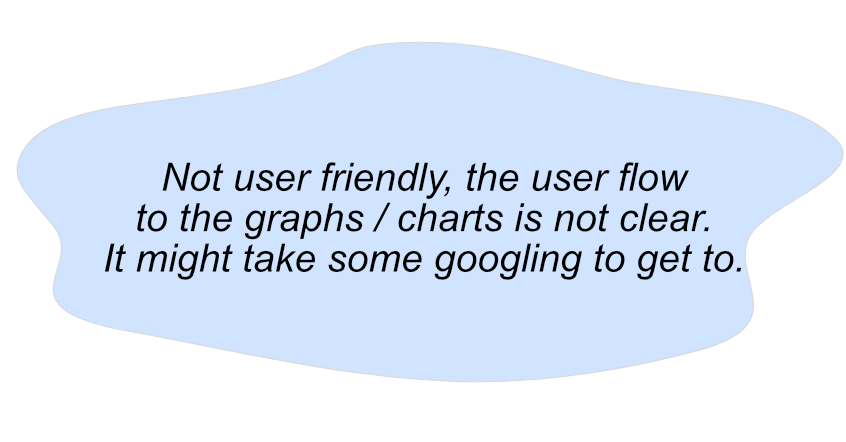 Not user friendly, the user flow
to the graphs / charts is not clear.
It might take some googling to get to.